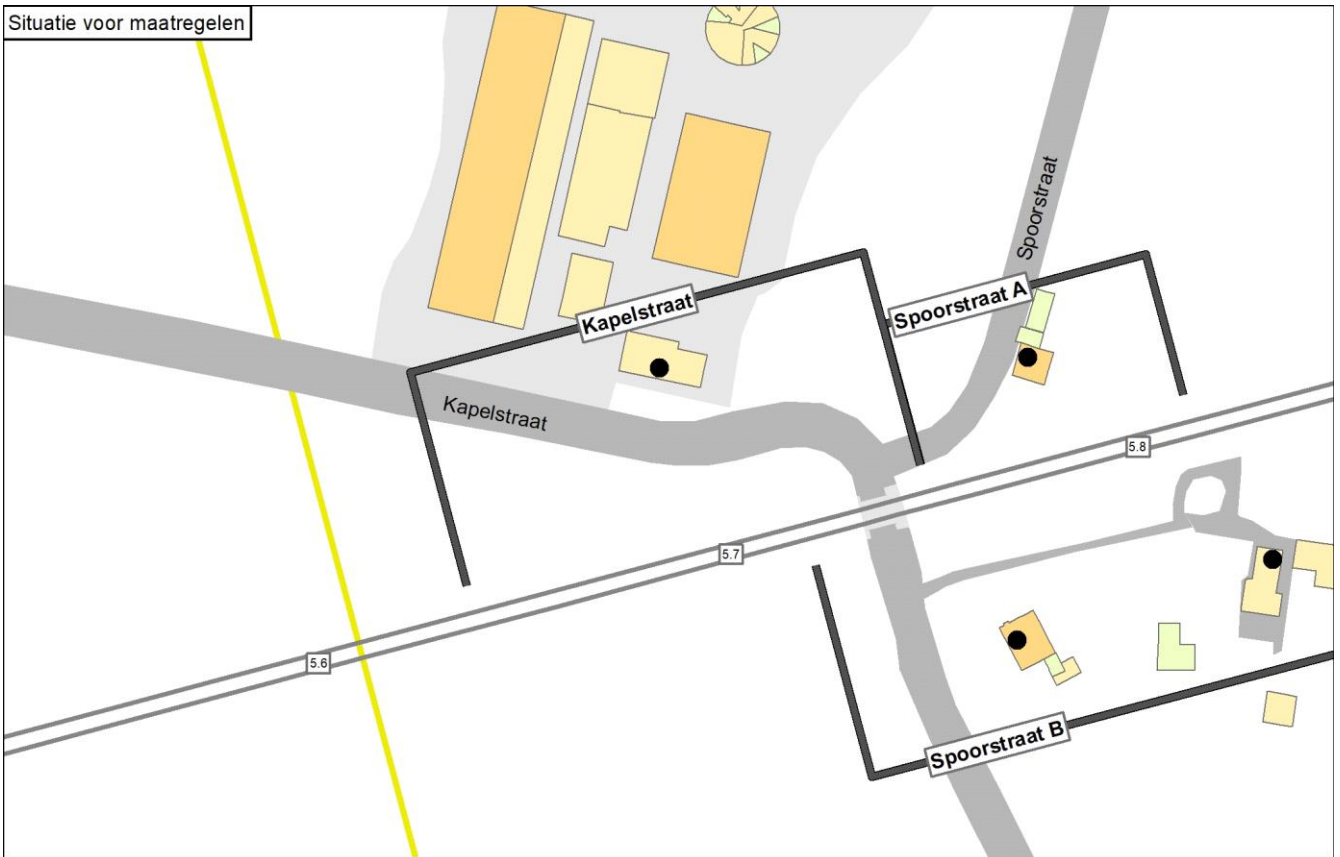 Situatie voor maatregelen
Spoorstraat
Kapelstraat
Spoorstraat A
Kapelstraat
5.8
5.7
5.6
Spoorstraat B